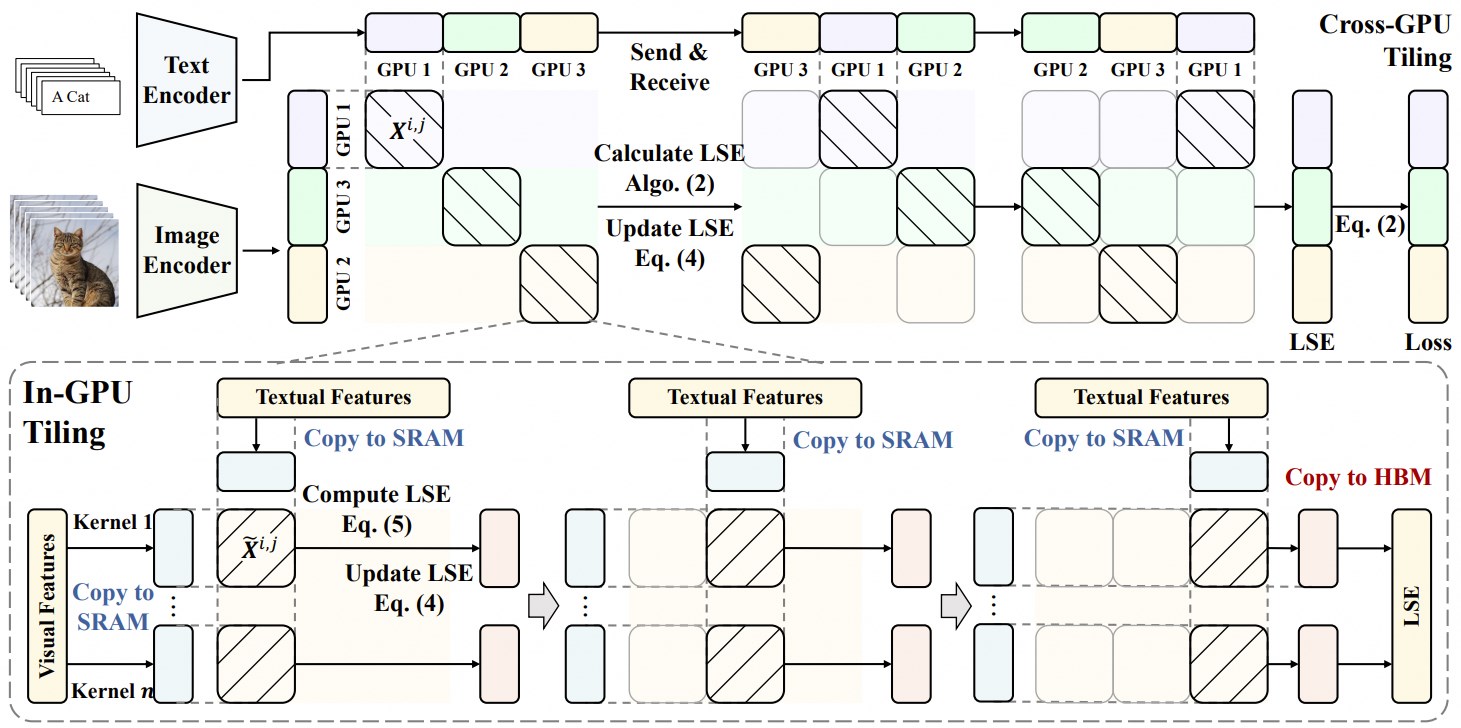 Text
Encoder
A Cat
GPU 1
GPU 2
GPU 3
Send &
Receive
GPU 3
GPU 1
GPU 2
GPU 2
GPU 3
GPU 1
Cross-GPU
Tiling
Image
Encoder
GPU 1
GPU 3
GPU 2
X^{i,j}
Calculate LSE
Algo. (2)
Update LSE
Eq. (4)
Eq. (2)
LSE
Loss
In-GPU
Tiling
Textual Features
Copy to SRAM
Textual Features
Copy to SRAM
Textual Features
Copy to SRAM
Copy to HBM
Visual Features
Kernel 1
Copy to
SRAM
⋮
Kernel n
X̃^{i,j}
Compute LSE
Eq. (5)
Update LSE
Eq. (4)
⋮
⋮
LSE